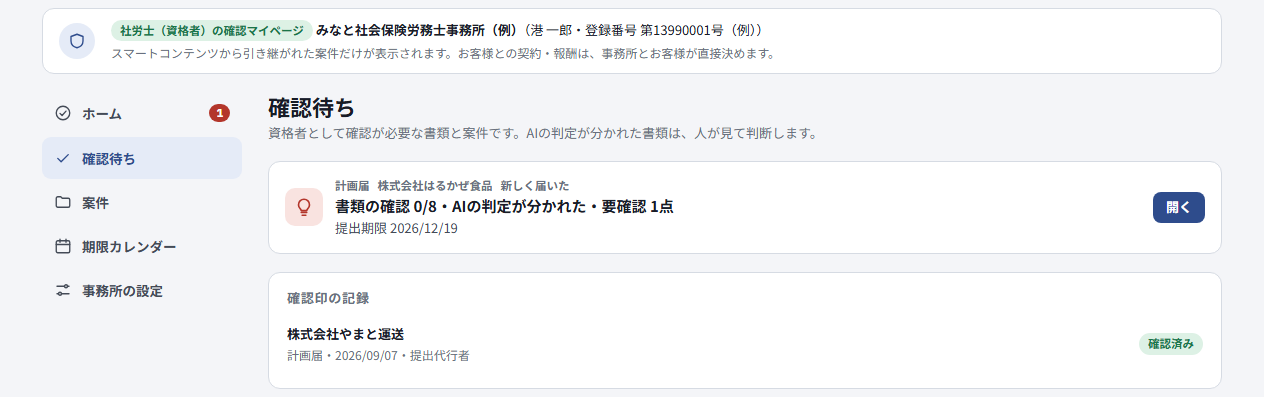 社労士（資格者）の確認マイページ みなと社会保険労務士事務所（例）（港 一郎・登録番号 第13990001号（例））
スマートコンテンツから引き継がれた案件だけが表示されます。お客様との契約・報酬は、事務所とお客様が直接決めます。
ホーム 1
確認待ち
案件
期限カレンダー
事務所の設定
確認待ち
資格者として確認が必要な書類と案件です。AIの判定が分かれた書類は、人が見て判断します。
計画届 株式会社はるかぜ食品 新しく届いた
書類の確認 0/8・AIの判定が分かれた・要確認 1点
提出期限 2026/12/19
開く
確認印の記録
株式会社やまと運送
計画届・2026/09/07・提出代行者
確認済み